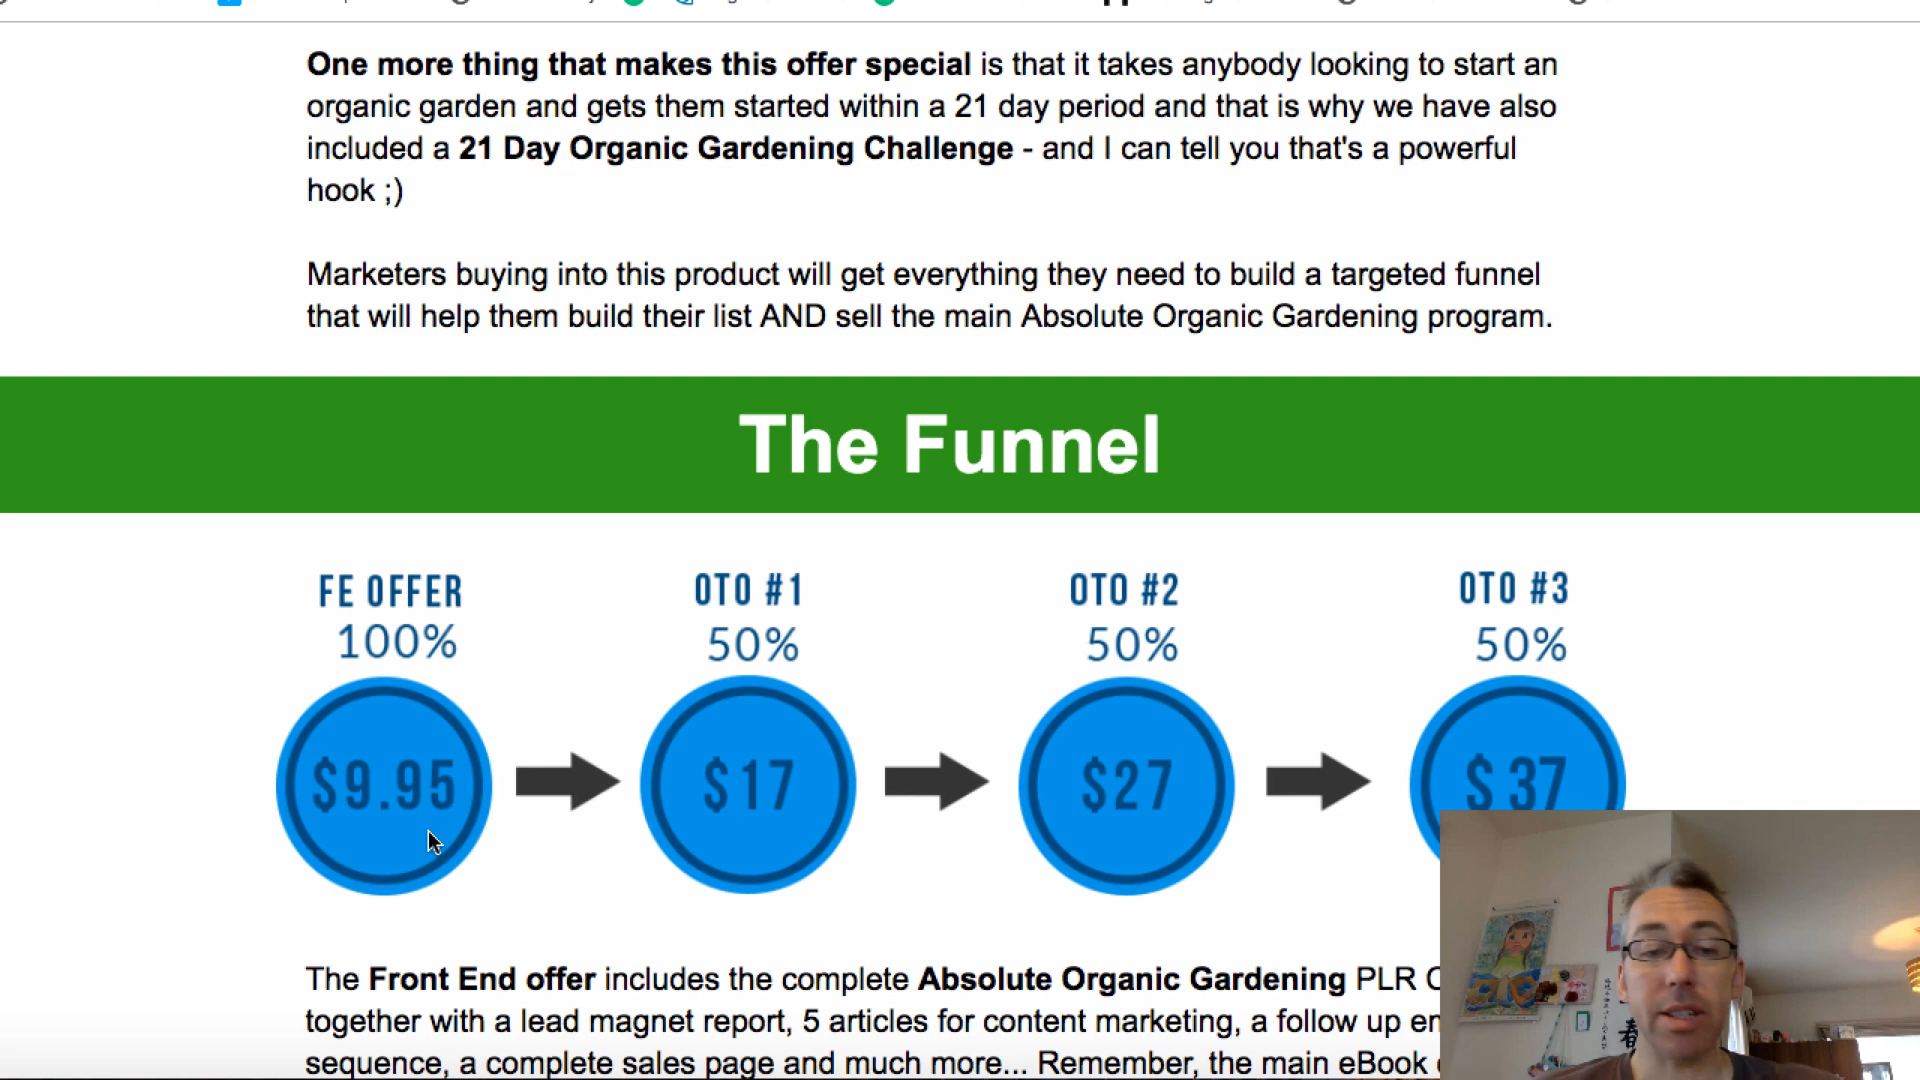 One more thing that makes this offer special is that it takes anybody looking to start an
organic garden and gets them started within a 21 day period and that is why we have also
included a 21 Day Organic Gardening Challenge - and I can tell you that's a powerful
hook ;)
Marketers buying into this product will get everything they need to build a targeted funnel
that will help them build their list AND sell the main Absolute Organic Gardening program.
The Funnel
FE OFFER
100%
$9.95
OTO #1
50%
$17
OTO #2
50%
$27
OTO #3
50%
$37
The Front End offer includes the complete Absolute Organic Gardening PLR
together with a lead magnet report, 5 articles for content marketing, a follow up
sequence, a complete sales page and much more... Remember, the main eBook
春